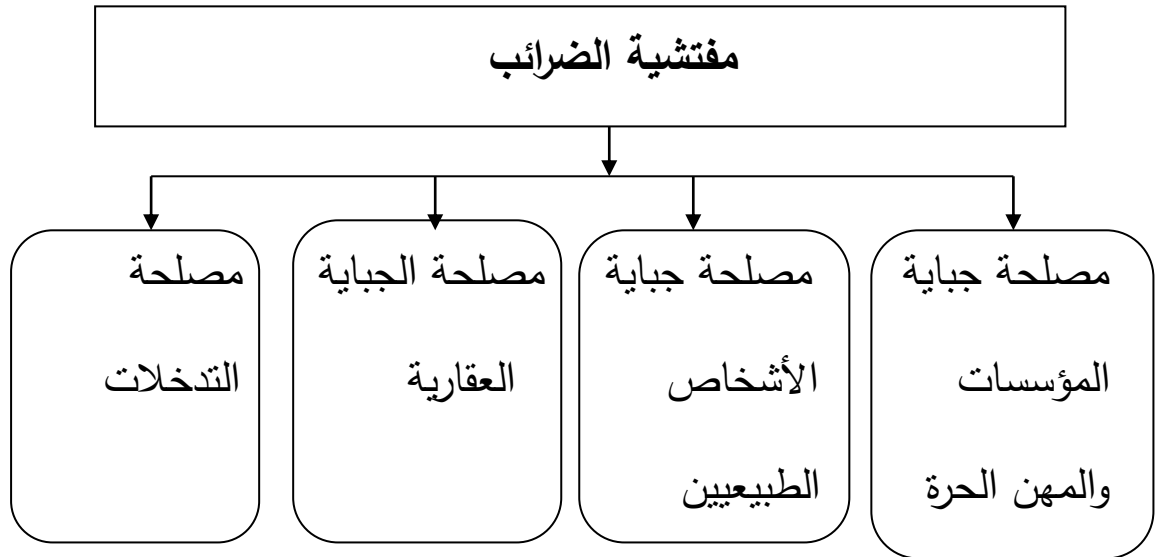 مفتشية الضرائب
مصلحة جباية
المؤسسات
والمهن الحرة
مصلحة جباية
الأشخاص
الطبيعيين
مصلحة الجباية
العقارية
مصلحة
التدخلات